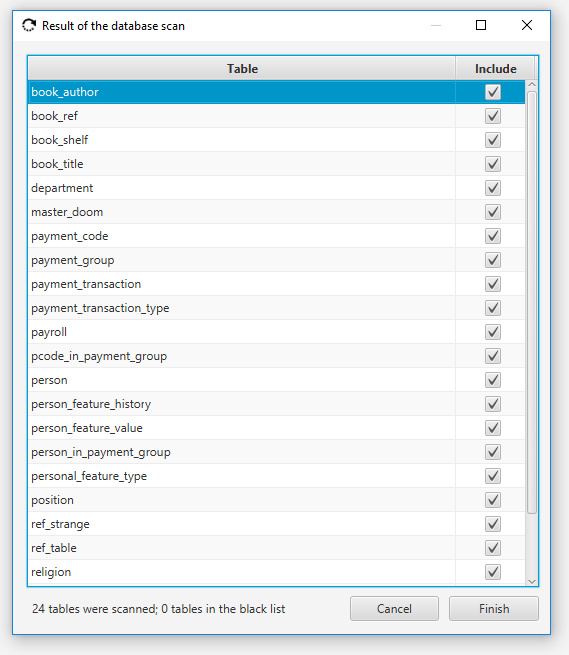 Result of the database scan
Table Include
book_author
book_ref
book_shelf
book_title
department
master_doom
payment_code
payment_group
payment_transaction
payment_transaction_type
payroll
pcode_in_payment_group
person
person_feature_history
person_feature_value
person_in_payment_group
personal_feature_type
position
ref_strange
ref_table
religion
24 tables were scanned; 0 tables in the black list Cancel Finish